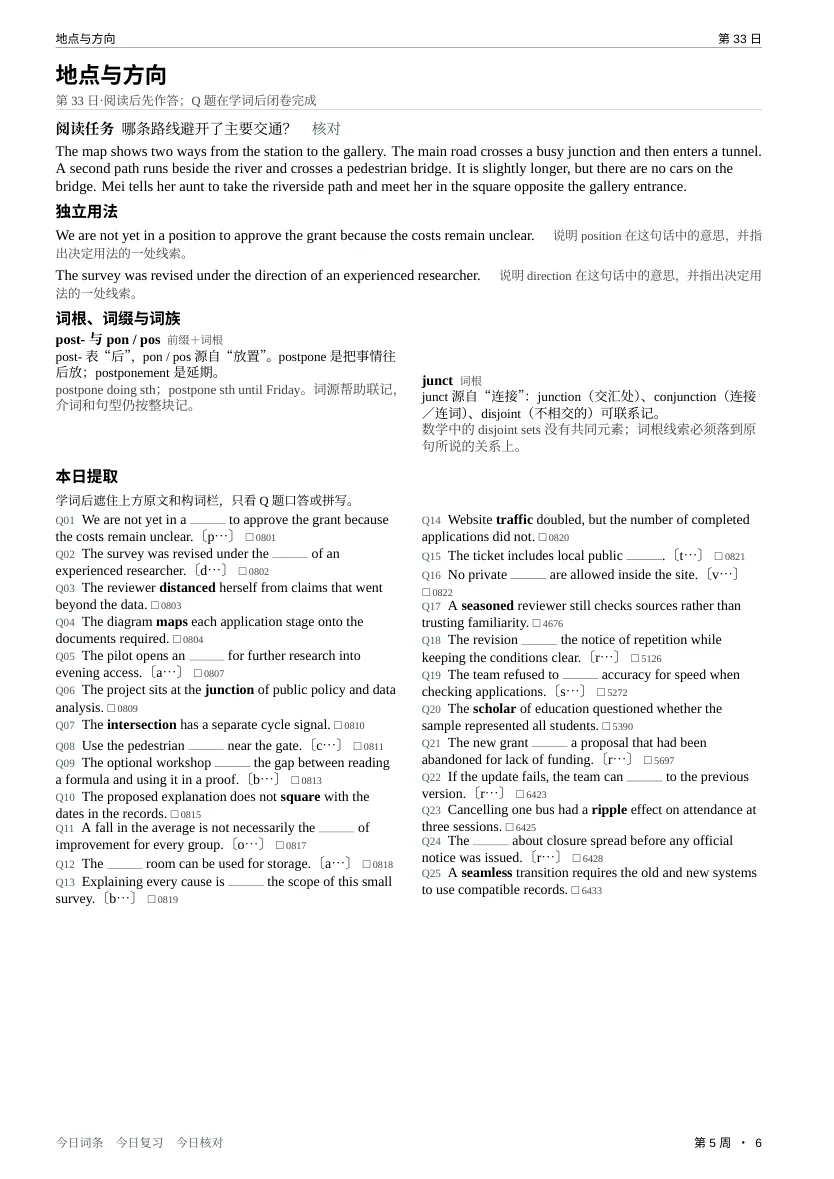 地点与方向
第 33 日
地点与方向
第 33 日·阅读后先作答；Q 题在学词后闭卷完成
阅读任务 哪条路线避开了主要交通？ 核对
The map shows two ways from the station to the gallery. The main road crosses a busy junction and then enters a tunnel.
A second path runs beside the river and crosses a pedestrian bridge. It is slightly longer, but there are no cars on the
bridge. Mei tells her aunt to take the riverside path and meet her in the square opposite the gallery entrance.
独立用法
We are not yet in a position to approve the grant because the costs remain unclear. 说明 position 在这句话中的意思，并指
出决定用法的一处线索。
The survey was revised under the direction of an experienced researcher. 说明 direction 在这句话中的意思，并指出决定用
法的一处线索。
词根、词缀与词族
post- 与 pon / pos 前缀＋词根
post- 表“后”，pon / pos 源自“放置”。postpone 是把事情往
后放；postponement 是延期。
postpone doing sth；postpone sth until Friday。词源帮助联记，
介词和句型仍按整块记。
junct 词根
junct 源自“连接”：junction（交汇处）、conjunction（连接
／连词）、disjoint（不相交的）可联系记。
数学中的 disjoint sets 没有共同元素；词根线索必须落到原
句所说的关系上。
本日提取
学词后遮住上方原文和构词栏，只看 Q 题口答或拼写。
Q01 We are not yet in a _____ to approve the grant because
the costs remain unclear.〔p···〕 □ 0801
Q02 The survey was revised under the _____ of an
experienced researcher.〔d···〕 □ 0802
Q03 The reviewer distanced herself from claims that went
beyond the data. □ 0803
Q04 The diagram maps each application stage onto the
documents required. □ 0804
Q05 The pilot opens an _____ for further research into
evening access.〔a···〕 □ 0807
Q06 The project sits at the junction of public policy and data
analysis. □ 0809
Q07 The intersection has a separate cycle signal. □ 0810
Q08 Use the pedestrian _____ near the gate.〔c···〕 □ 0811
Q09 The optional workshop _____ the gap between reading
a formula and using it in a proof.〔b···〕 □ 0813
Q10 The proposed explanation does not square with the
dates in the records. □ 0815
Q11 A fall in the average is not necessarily the _____ of
improvement for every group.〔o···〕 □ 0817
Q12 The _____ room can be used for storage.〔a···〕 □ 0818
Q13 Explaining every cause is _____ the scope of this small
survey.〔b···〕 □ 0819
Q14 Website traffic doubled, but the number of completed
applications did not. □ 0820
Q15 The ticket includes local public _____.〔t···〕 □ 0821
Q16 No private _____ are allowed inside the site.〔v···〕
□ 0822
Q17 A seasoned reviewer still checks sources rather than
trusting familiarity. □ 4676
Q18 The revision _____ the notice of repetition while
keeping the conditions clear.〔r···〕 □ 5126
Q19 The team refused to _____ accuracy for speed when
checking applications.〔s···〕 □ 5272
Q20 The scholar of education questioned whether the
sample represented all students. □ 5390
Q21 The new grant _____ a proposal that had been
abandoned for lack of funding.〔r···〕 □ 5697
Q22 If the update fails, the team can _____ to the previous
version.〔r···〕 □ 6423
Q23 Cancelling one bus had a ripple effect on attendance at
three sessions. □ 6425
Q24 The _____ about closure spread before any official
notice was issued.〔r···〕 □ 6428
Q25 A seamless transition requires the old and new systems
to use compatible records. □ 6433
今日词条 今日复习 今日核对
第 5 周 · 6